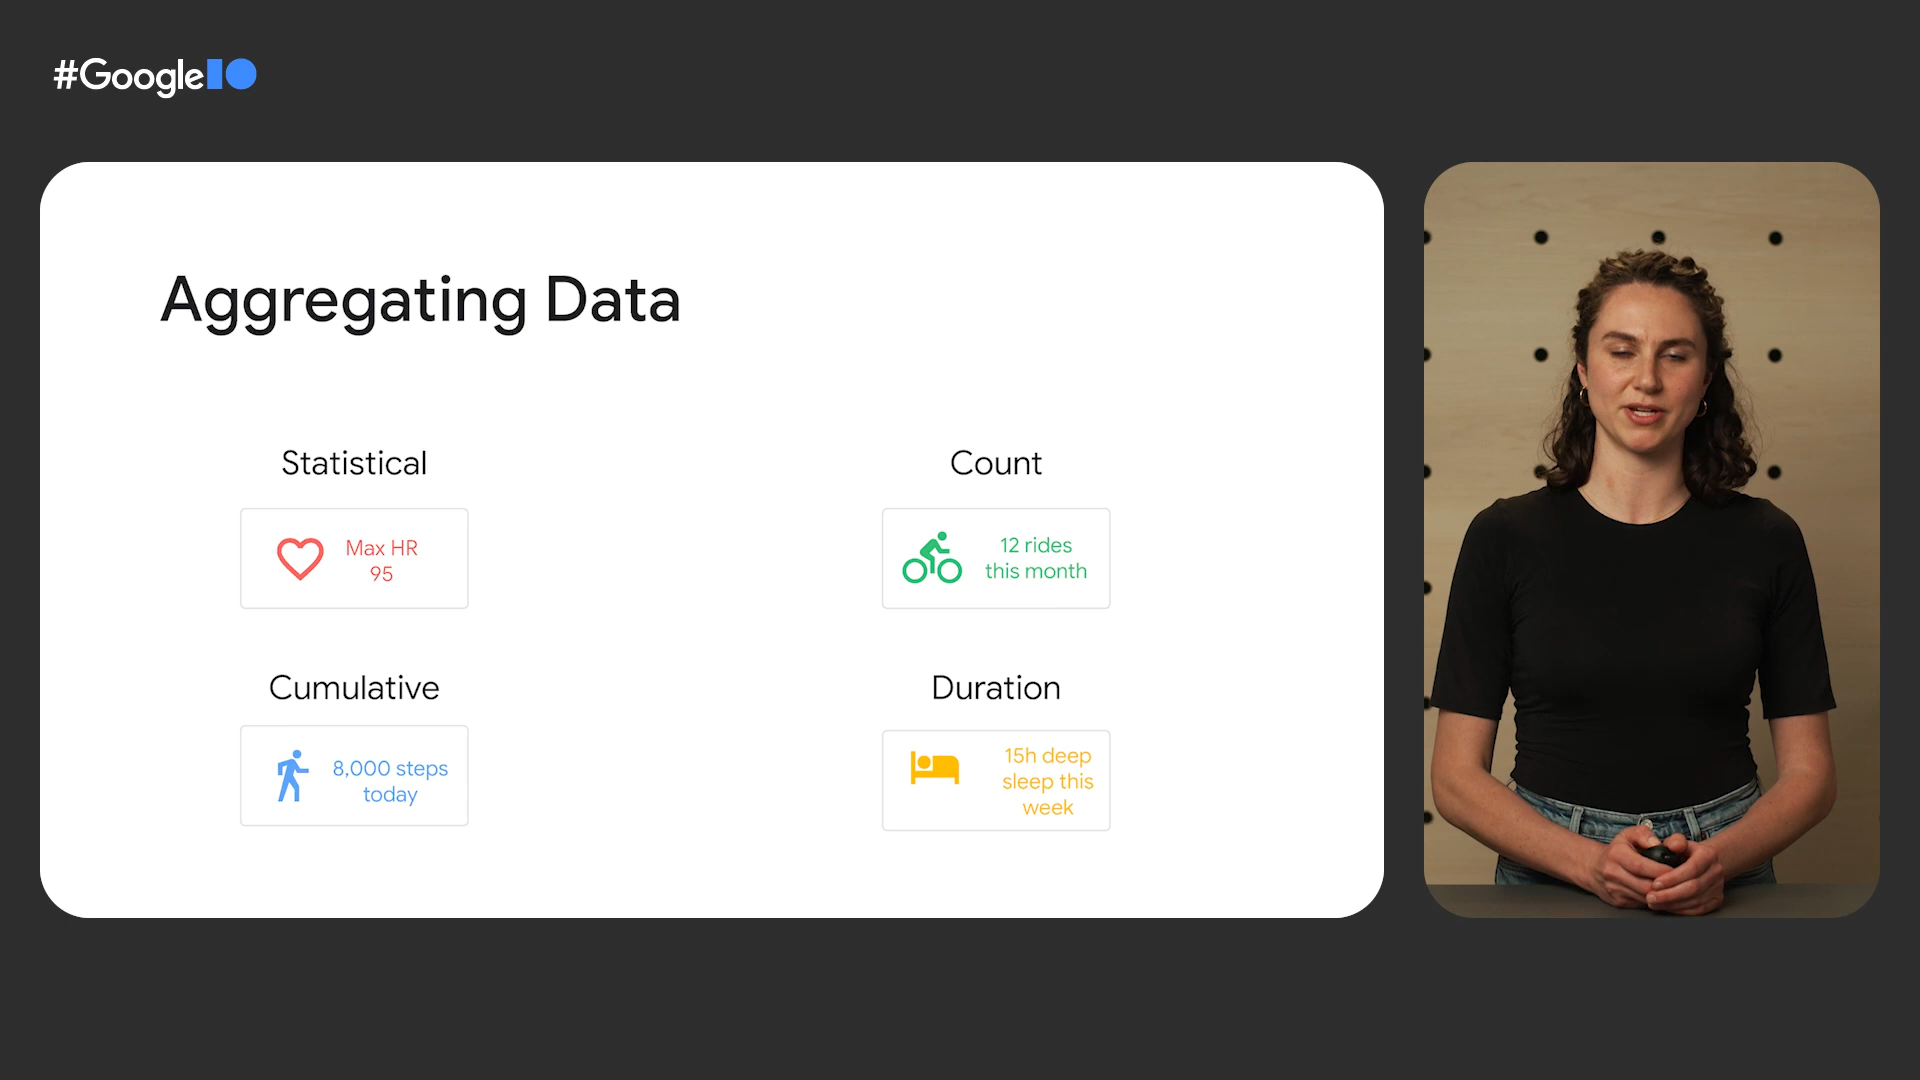 #GoogleIO
Aggregating Data
Statistical
Max HR
95
Count
12 rides
this month
Cumulative
8,000 steps
today
Duration
15h deep
sleep this
week